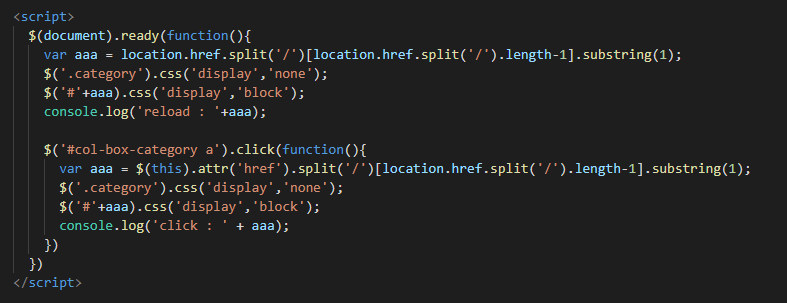 <script>
$(document).ready(function(){
var aaa = location.href.split('/')[location.href.split('/').length-1].substring(1);
$('.category').css('display','none');
$('#'+aaa).css('display','block');
console.log('reload : '+aaa);
$('#col-box-category a').click(function(){
var aaa = $(this).attr('href').split('/')[location.href.split('/').length-1].substring(1);
$('.category').css('display','none');
$('#'+aaa).css('display','block');
console.log('click : ' + aaa);
})
})
</script>